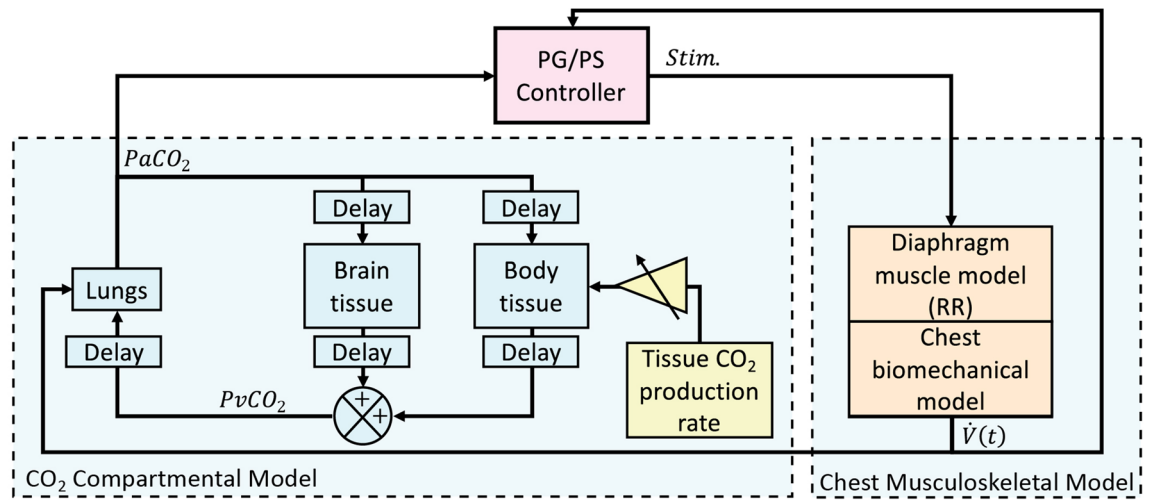 PG/PS
Controller
Stim.
PaCO₂
Delay
Delay
Brain
tissue
Body
tissue
Lungs
Delay
Delay
Delay
Tissue CO₂
production
rate
PvCO₂
+
+
CO₂ Compartmental Model
Diaphragm
muscle model
(RR)
Chest
biomechanical
model
V̇(t)
Chest Musculoskeletal Model